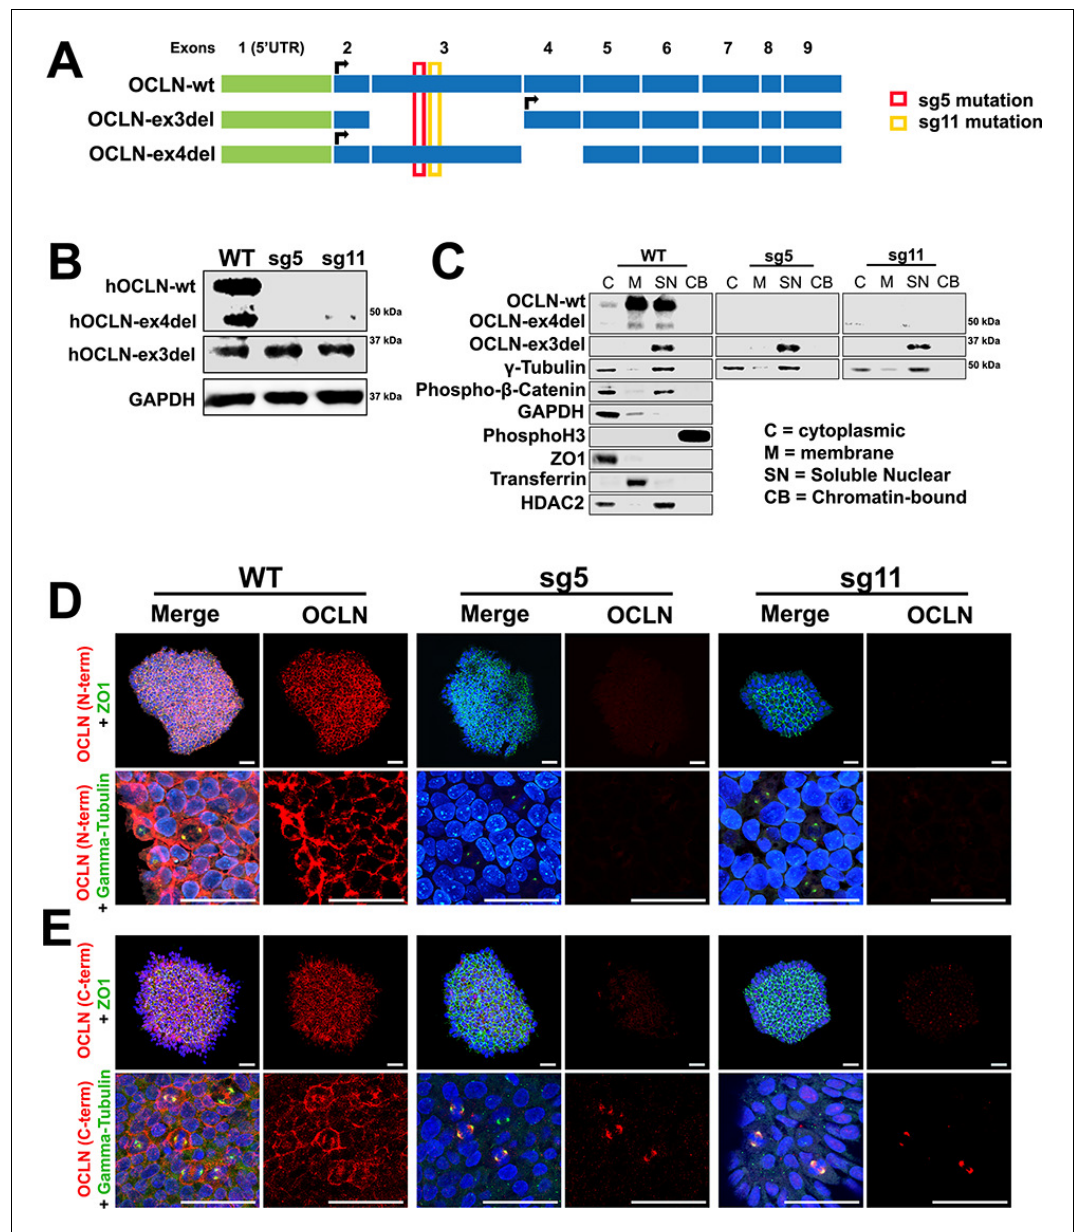 A
Exons 1 (5'UTR) 2 3 4 5 6 7 8 9
OCLN-wt
OCLN-ex3del
OCLN-ex4del
sg5 mutation
sg11 mutation
B
WT sg5 sg11
hOCLN-wt
hOCLN-ex4del
50 kDa
hOCLN-ex3del
37 kDa
GAPDH
37 kDa
C
WT sg5 sg11
C M SN CB C M SN CB C M SN CB
OCLN-wt
OCLN-ex4del
50 kDa
OCLN-ex3del
37 kDa
γ-Tubulin
50 kDa
Phospho-β-Catenin
GAPDH
PhosphoH3
ZO1
Transferrin
HDAC2
C = cytoplasmic
M = membrane
SN = Soluble Nuclear
CB = Chromatin-bound
D
WT sg5 sg11
Merge OCLN Merge OCLN Merge OCLN
OCLN (N-term)
+ ZO1
OCLN (N-term)
+ Gamma-Tubulin
E
OCLN (C-term)
+ ZO1
OCLN (C-term)
+ Gamma-Tubulin